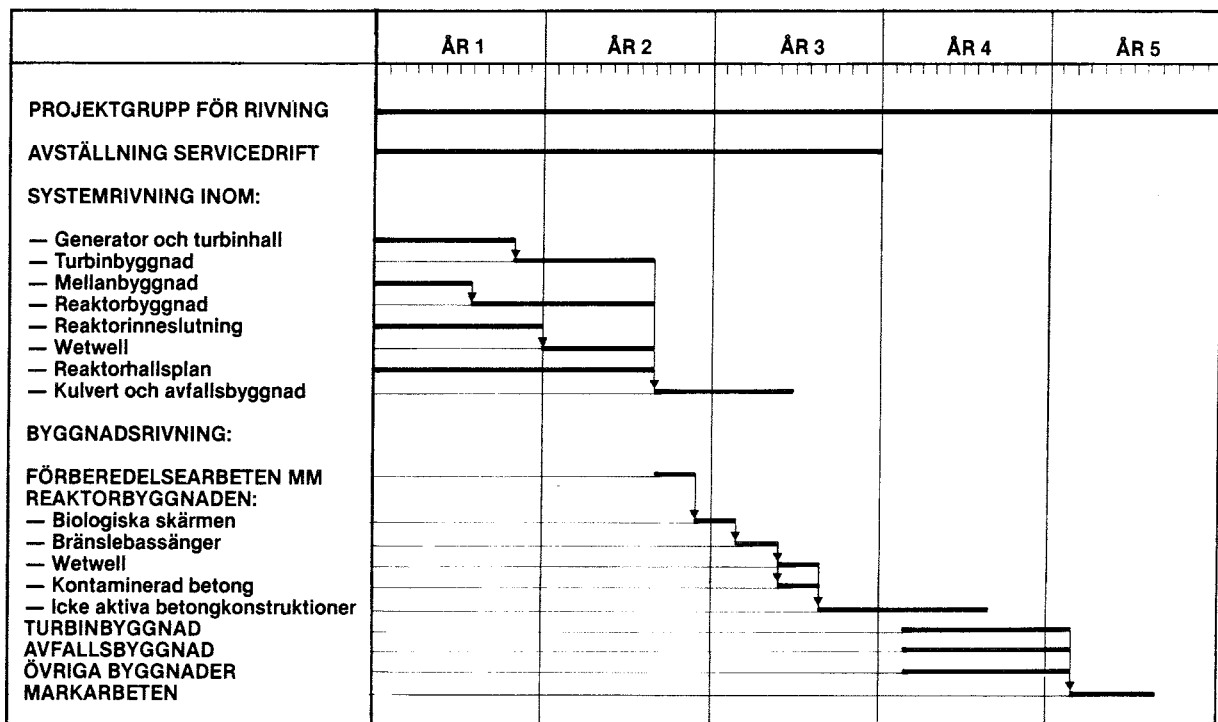 ÅR 1 ÅR 2 ÅR 3 ÅR 4 ÅR 5
PROJEKTGRUPP FÖR RIVNING
AVSTÄLLNING SERVICEDRIFT
SYSTEMRIVNING INOM:
— Generator och turbinhall
— Turbinbyggnad
— Mellanbyggnad
— Reaktorbyggnad
— Reaktorinneslutning
— Wetwell
— Reaktorhallsplan
— Kulvert och avfallsbyggnad
BYGGNADSRIVNING:
FÖRBEREDELSEARBETEN MM
REAKTORBYGGNADEN:
— Biologiska skärmen
— Bränslebassänger
— Wetwell
— Kontaminerad betong
— Icke aktiva betongkonstruktioner
TURBINBYGGNAD
AVFALLSBYGGNAD
ÖVRIGA BYGGNADER
MARKARBETEN